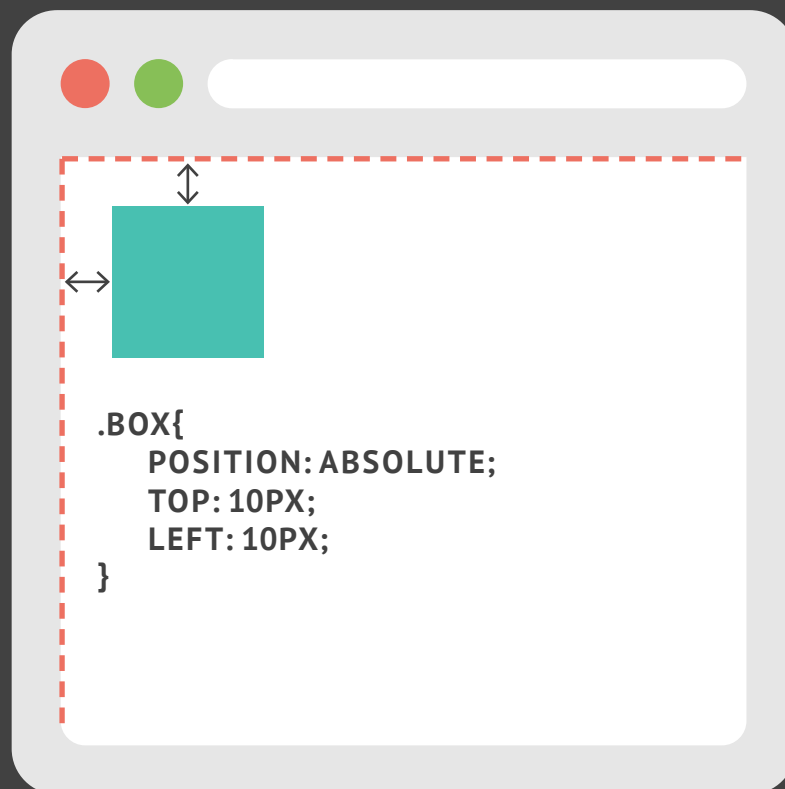 .BOX{
POSITION: ABSOLUTE;
TOP: 10PX;
LEFT: 10PX;
}